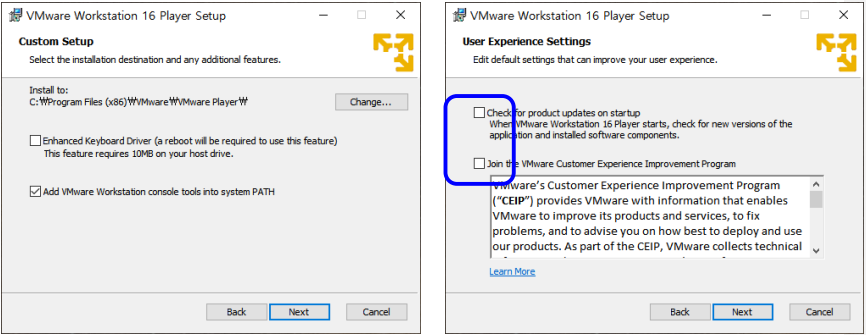 VMware Workstation 16 Player Setup
Custom Setup
Select the installation destination and any additional features.
Install to:
C:₩Program Files (x86)₩VMware₩VMware Player₩
Change...
Enhanced Keyboard Driver (a reboot will be required to use this feature)
This feature requires 10MB on your host drive.
Add VMware Workstation console tools into system PATH
Back Next Cancel
VMware Workstation 16 Player Setup
User Experience Settings
Edit default settings that can improve your user experience.
Check for product updates on startup
When VMware Workstation 16 Player starts, check for new versions of the
application and installed software components.
Join the VMware Customer Experience Improvement Program
VMware's Customer Experience Improvement Program
("CEIP") provides VMware with information that enables
VMware to improve its products and services, to fix
problems, and to advise you on how best to deploy and use
our products. As part of the CEIP, VMware collects technical
Learn More
Back Next Cancel